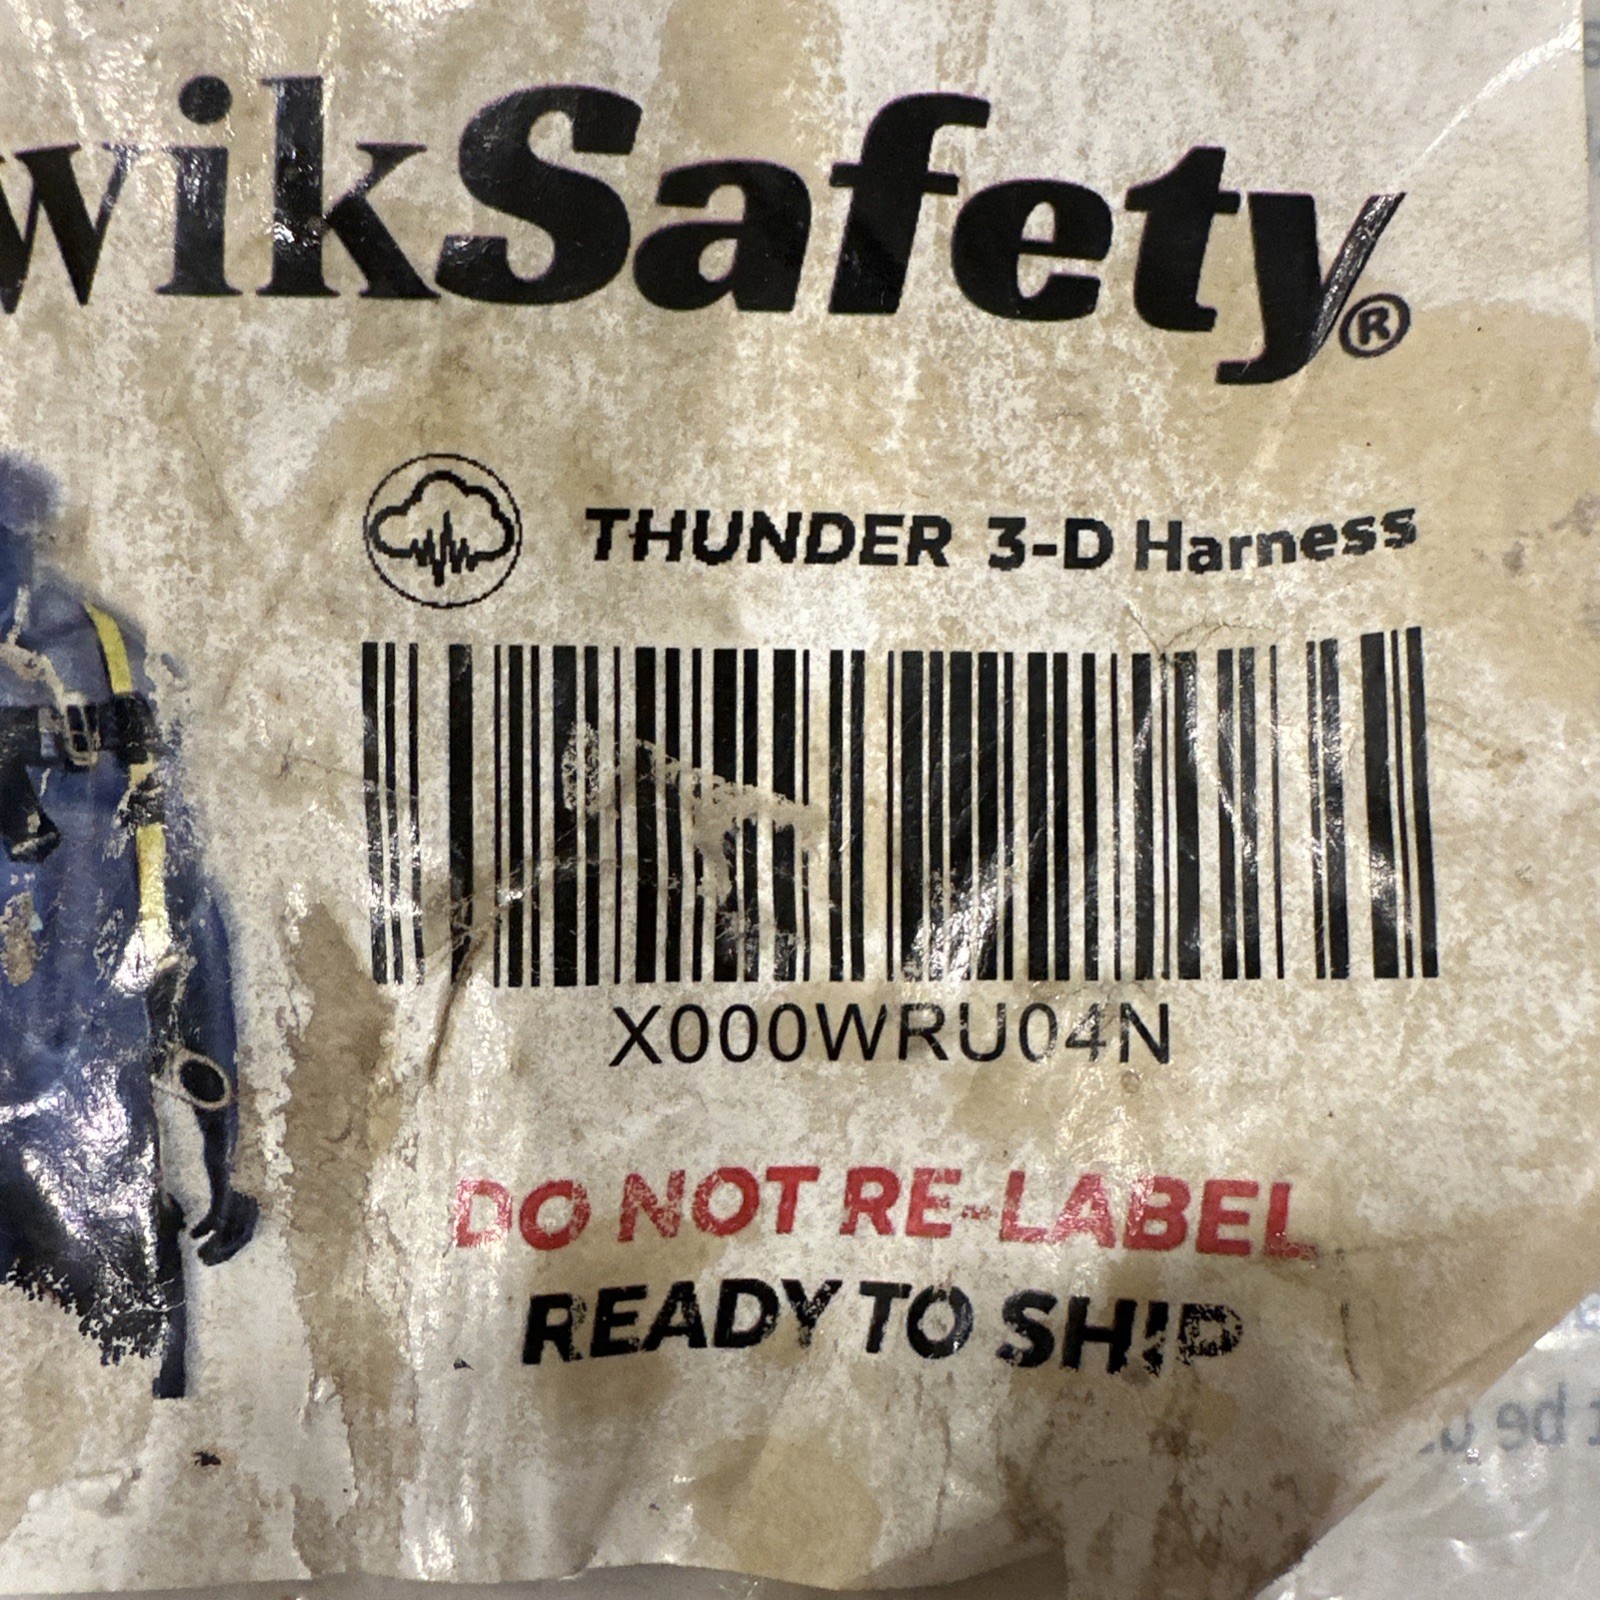 wikSafety®
THUNDER 3-D Harness
X000WRU04N
DO NOT RE-LABEL
READY TO SHIP